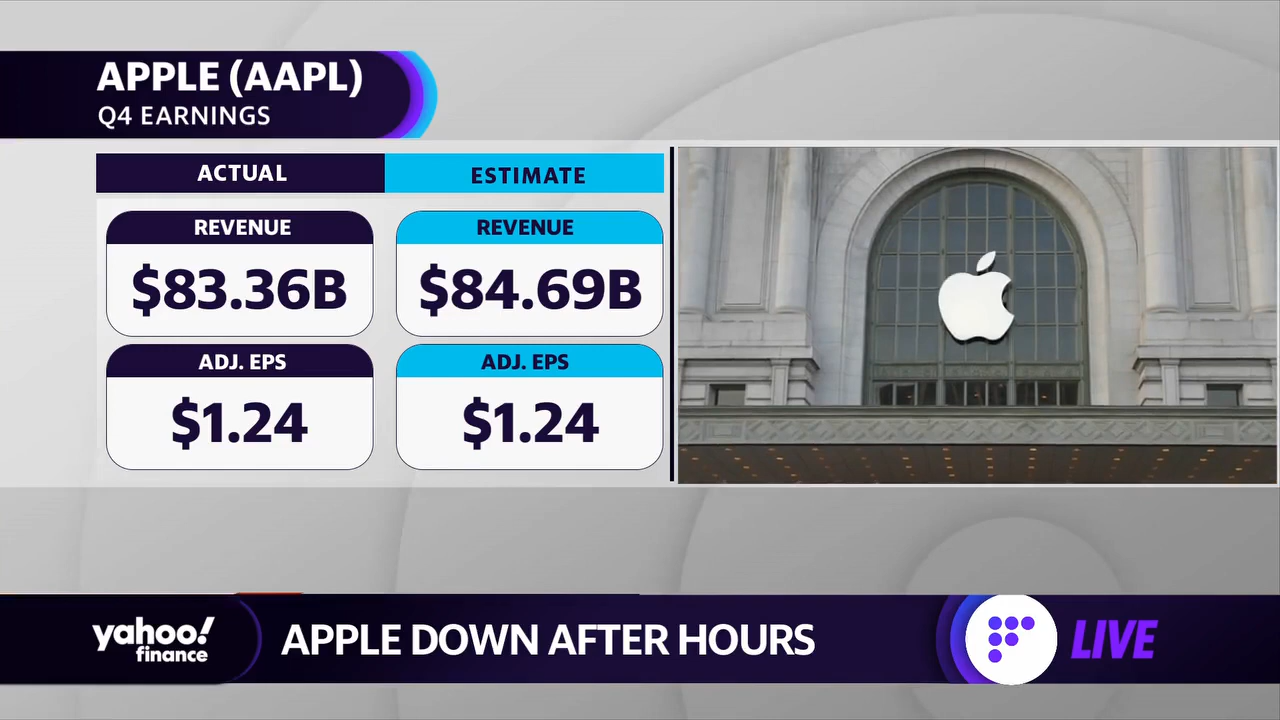 APPLE (AAPL)
Q4 EARNINGS
ACTUAL
ESTIMATE
REVENUE
$83.36B
REVENUE
$84.69B
ADJ. EPS
$1.24
ADJ. EPS
$1.24
yahoo!
finance
APPLE DOWN AFTER HOURS
LIVE